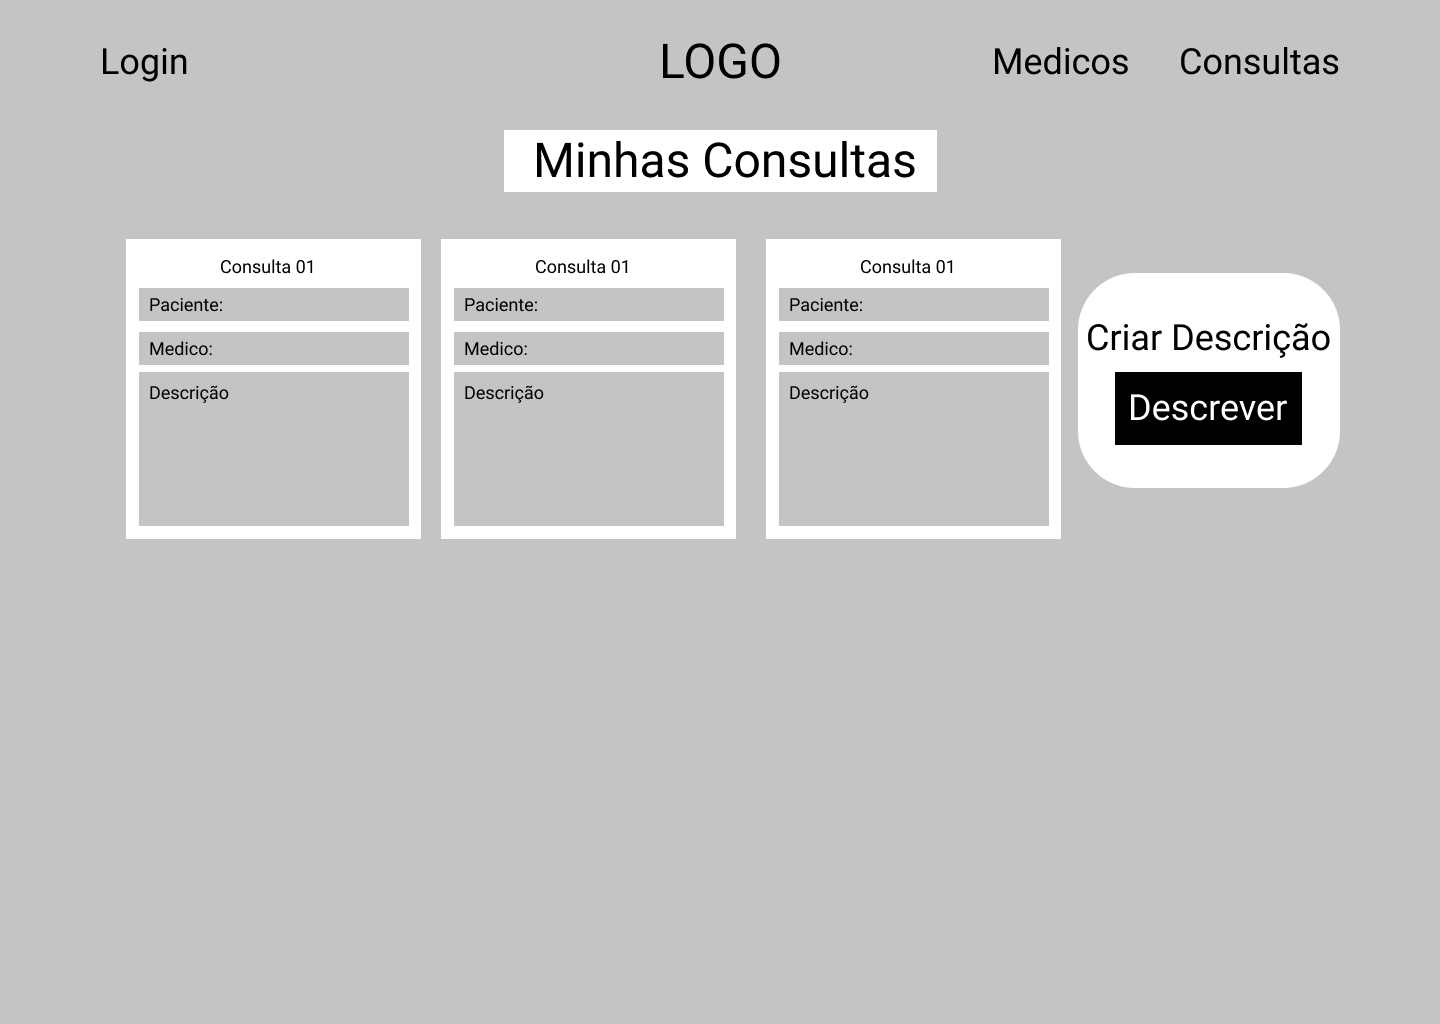 Login
LOGO
Medicos
Consultas
Minhas Consultas
Consulta 01
Paciente:
Medico:
Descrição
Consulta 01
Paciente:
Medico:
Descrição
Consulta 01
Paciente:
Medico:
Descrição
Criar Descrição
Descrever